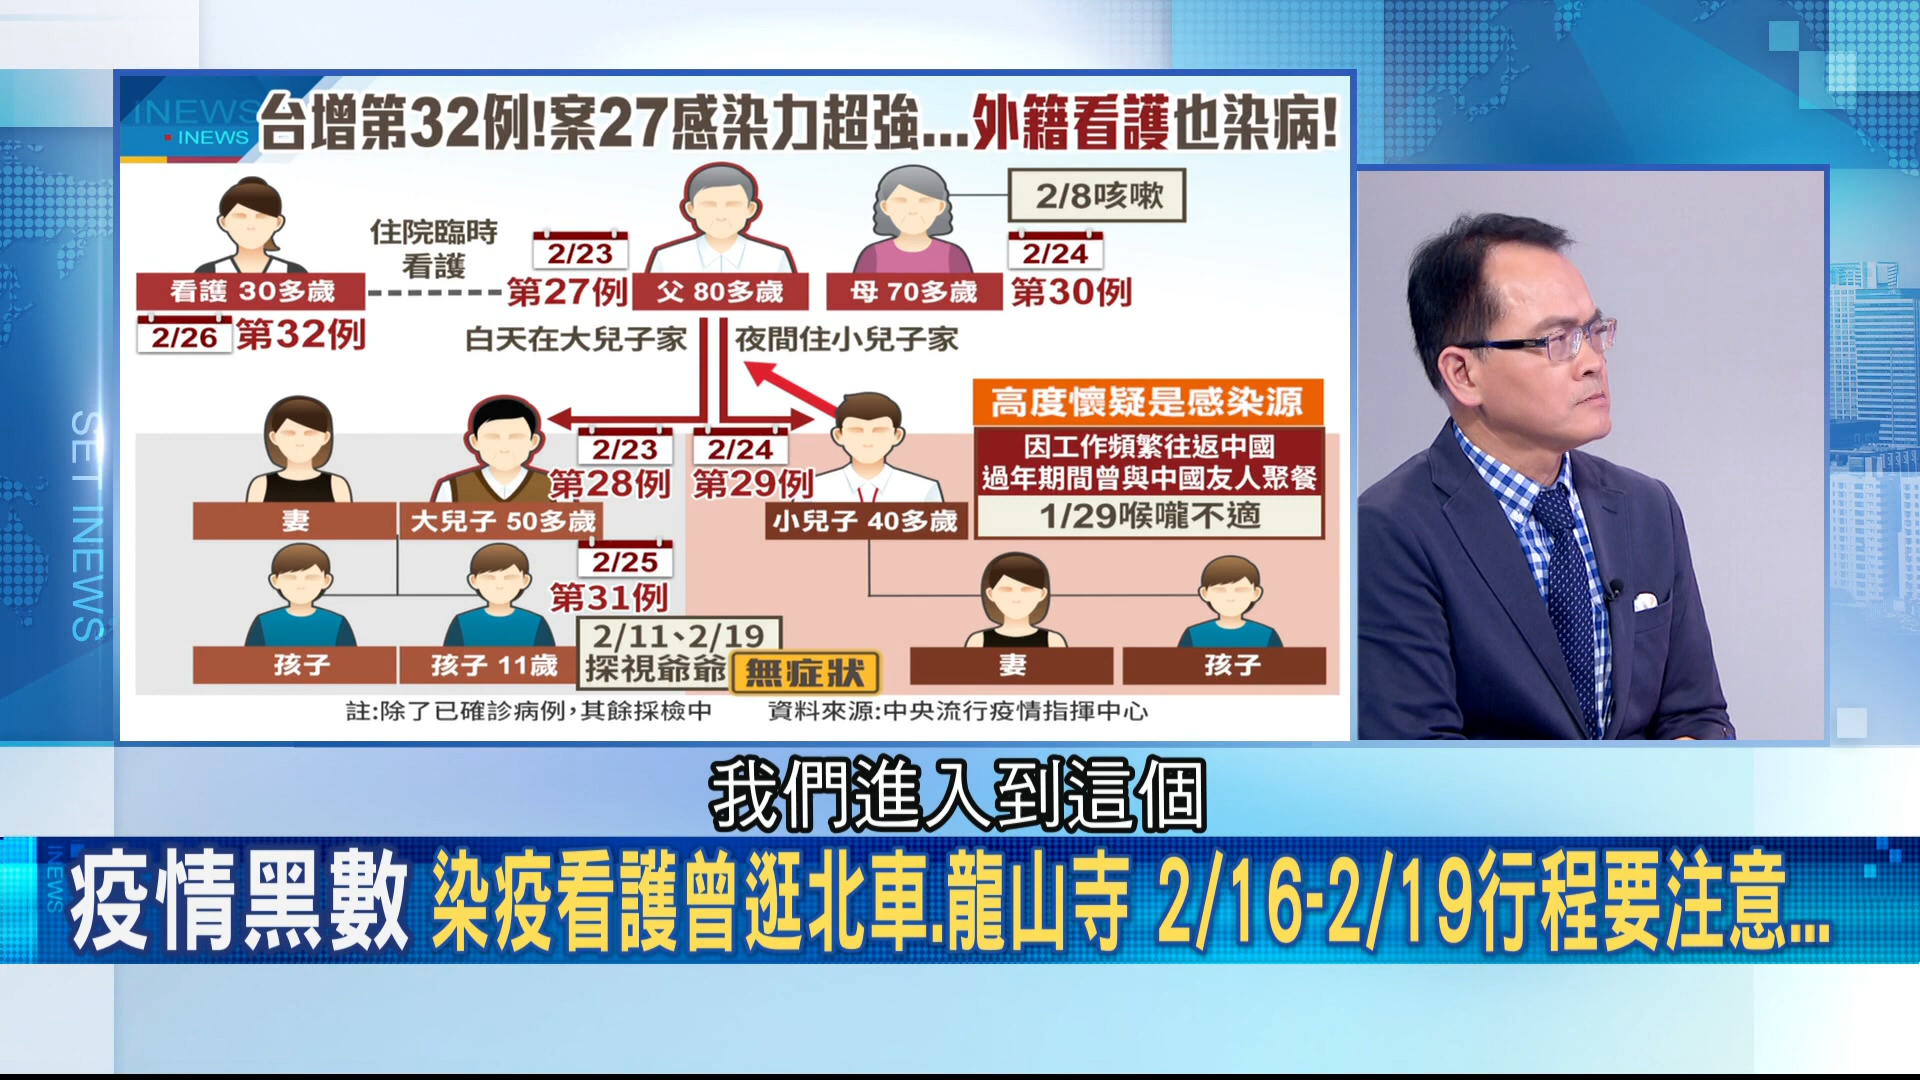 INEWS
INEWS
台增第32例!案27感染力超強...外籍看護也染病!
2/8咳嗽
住院臨時
看護
2/23
第27例
2/24
第30例
看護 30多歲
父 80多歲
母 70多歲
2/26 第32例
白天在大兒子家
夜間住小兒子家
高度懷疑是感染源
因工作頻繁往返中國
過年期間曾與中國友人聚餐
1/29喉嚨不適
2/23
第28例
2/24
第29例
妻
大兒子 50多歲
小兒子 40多歲
2/25
第31例
2/11、2/19
探視爺爺
無症狀
孩子
孩子 11歲
妻
孩子
註:除了已確診病例,其餘採檢中
資料來源:中央流行疫情指揮中心
SET INEWS
我們進入到這個
INEWS
疫情黑數
染疫看護曾逛北車.龍山寺 2/16-2/19行程要注意...